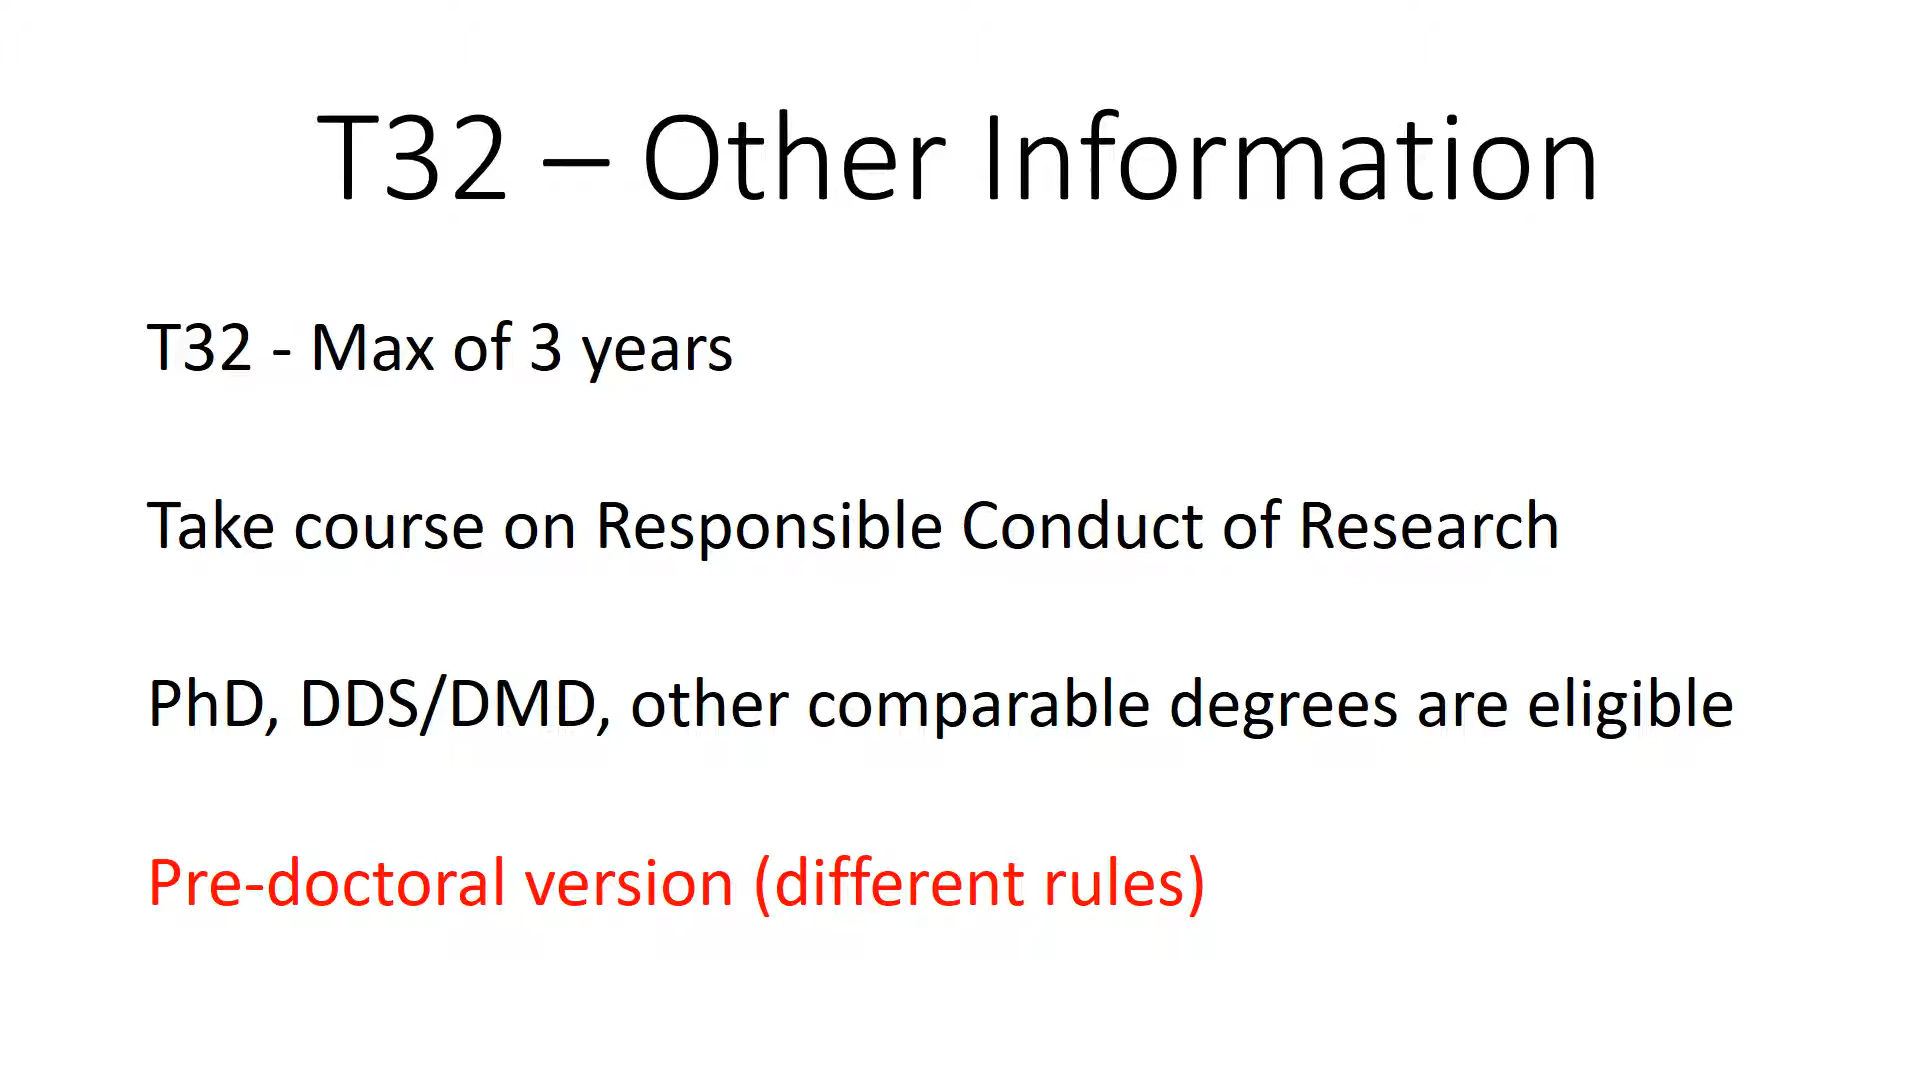 T32 – Other Information
T32 - Max of 3 years
Take course on Responsible Conduct of Research
PhD, DDS/DMD, other comparable degrees are eligible
Pre-doctoral version (different rules)